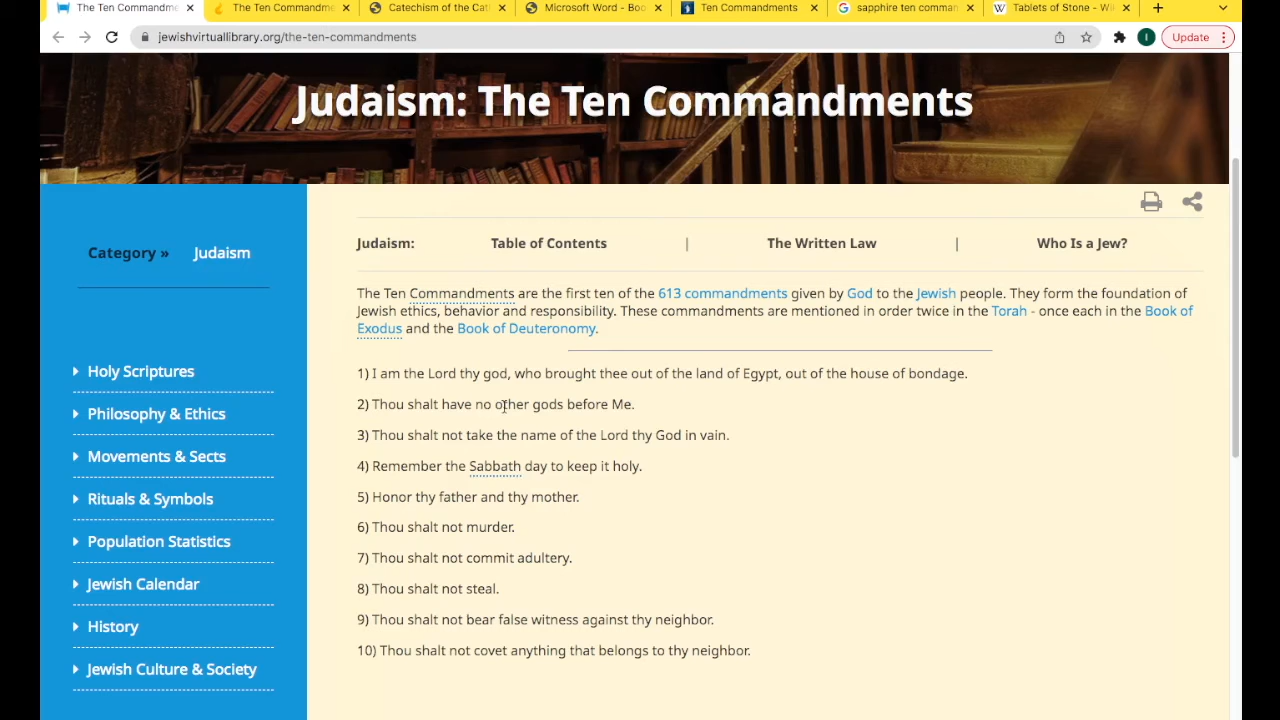 The Ten Commandme
The Ten Commandme
Catechism of the Cat
Microsoft Word - Boo
Ten Commandments
sapphire ten comman
Tablets of Stone - Wi
jewishvirtuallibrary.org/the-ten-commandments
Update
Judaism: The Ten Commandments
Category » Judaism
Holy Scriptures
Philosophy & Ethics
Movements & Sects
Rituals & Symbols
Population Statistics
Jewish Calendar
History
Jewish Culture & Society
Judaism: Table of Contents | The Written Law | Who Is a Jew?
The Ten Commandments are the first ten of the 613 commandments given by God to the Jewish people. They form the foundation of
Jewish ethics, behavior and responsibility. These commandments are mentioned in order twice in the Torah - once each in the Book of
Exodus and the Book of Deuteronomy.
1) I am the Lord thy god, who brought thee out of the land of Egypt, out of the house of bondage.
2) Thou shalt have no other gods before Me.
3) Thou shalt not take the name of the Lord thy God in vain.
4) Remember the Sabbath day to keep it holy.
5) Honor thy father and thy mother.
6) Thou shalt not murder.
7) Thou shalt not commit adultery.
8) Thou shalt not steal.
9) Thou shalt not bear false witness against thy neighbor.
10) Thou shalt not covet anything that belongs to thy neighbor.